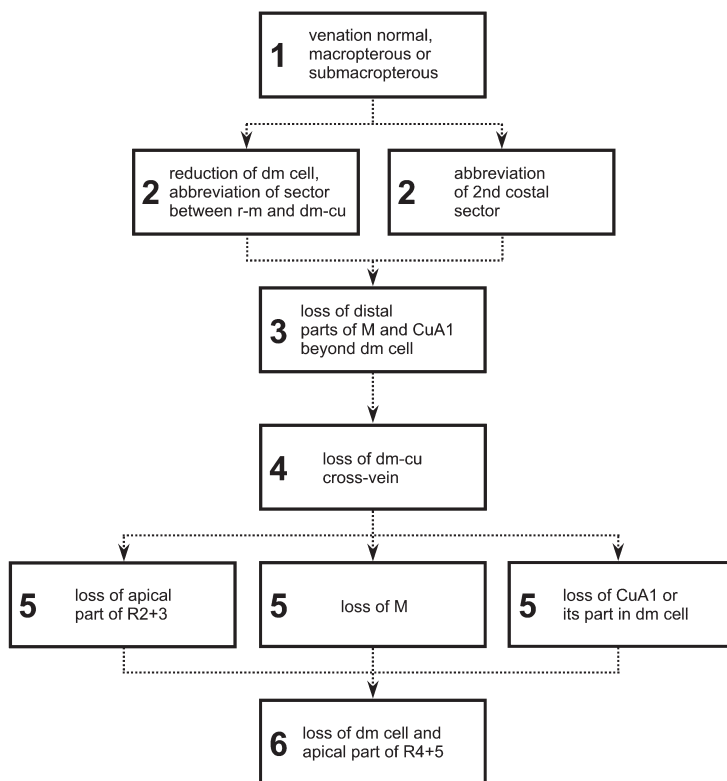 1
venation normal,
macropterous or
submacropterous
2
reduction of dm cell,
abbreviation of sector
between r-m and dm-cu
2
abbreviation
of 2nd costal
sector
3
loss of distal
parts of M and CuA1
beyond dm cell
4
loss of dm-cu
cross-vein
5
loss of apical
part of R2+3
5
loss of M
5
loss of CuA1 or
its part in dm cell
6
loss of dm cell and
apical part of R4+5